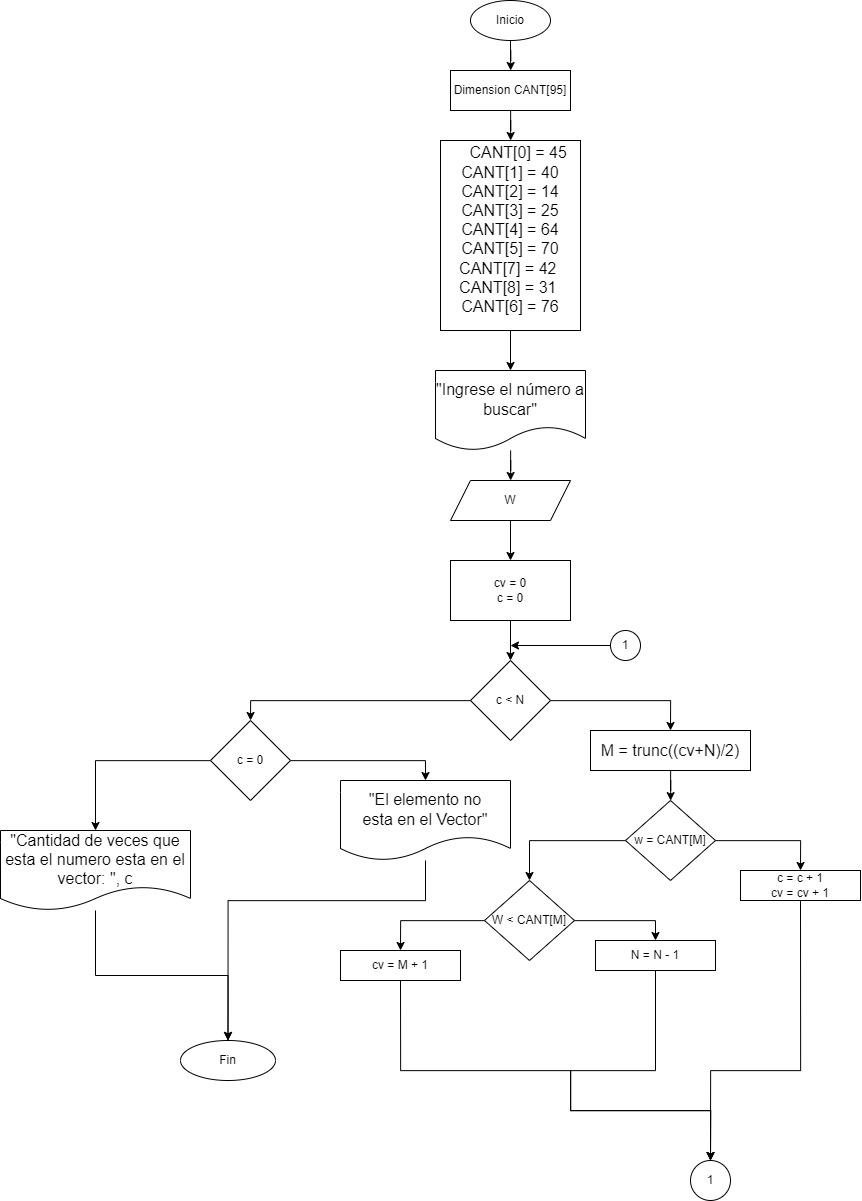 Inicio
Dimension CANT[95]
CANT[0] = 45
CANT[1] = 40
CANT[2] = 14
CANT[3] = 25
CANT[4] = 64
CANT[5] = 70
CANT[7] = 42
CANT[8] = 31
CANT[6] = 76
"Ingrese el número a
buscar"
W
cv = 0
c = 0
1
c < N
c = 0
M = trunc((cv+N)/2)
"El elemento no
esta en el Vector"
"Cantidad de veces que
esta el numero esta en el
vector: ", c
w = CANT[M]
c = c + 1
cv = cv + 1
W < CANT[M]
cv = M + 1
N = N - 1
Fin
1